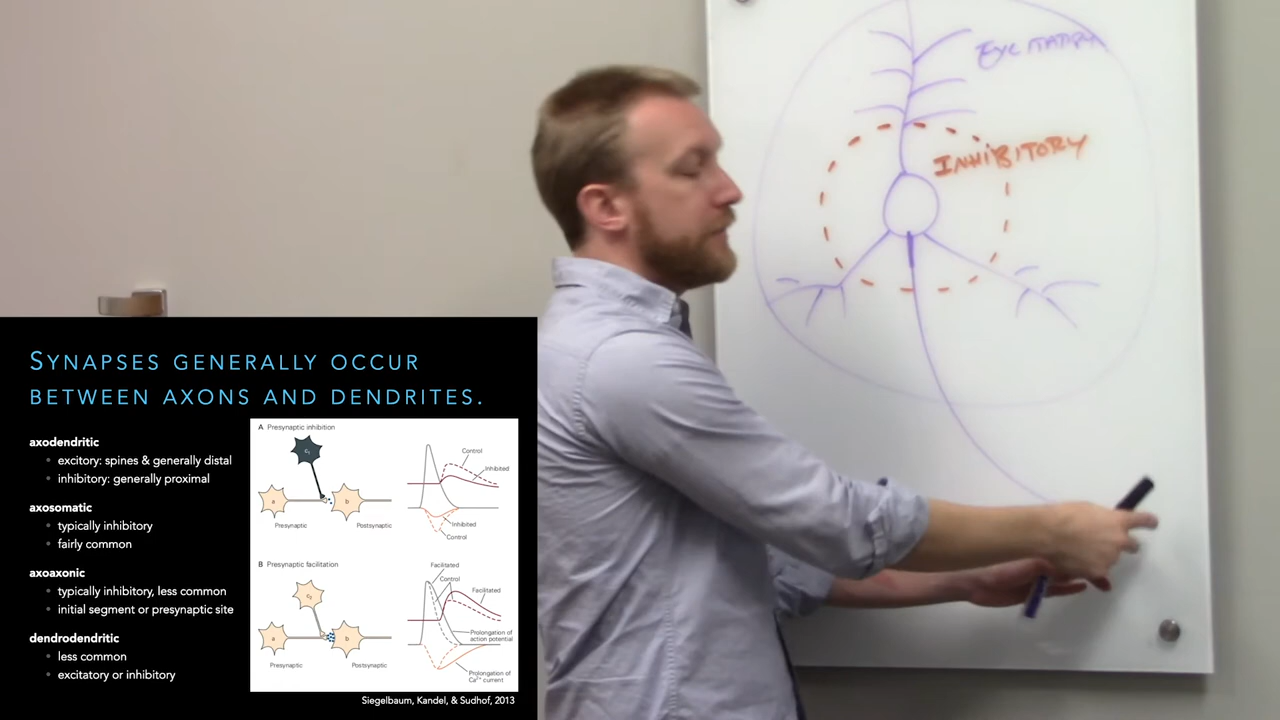 EXCITATORY
INHIBITORY
SYNAPSES GENERALLY OCCUR
BETWEEN AXONS AND DENDRITES.
axodendritic
excitory: spines & generally distal
inhibitory: generally proximal
axosomatic
typically inhibitory
fairly common
axoaxonic
typically inhibitory, less common
initial segment or presynaptic site
dendrodendritic
less common
excitatory or inhibitory
A Presynaptic inhibition
c1
a
b
Presynaptic
Postsynaptic
Control
Inhibited
Inhibited
Control
B Presynaptic facilitation
c2
a
b
Presynaptic
Postsynaptic
Facilitated
Control
Facilitated
Prolongation of
action potential
Prolongation of
Ca2+ current
Siegelbaum, Kandel, & Sudhof, 2013